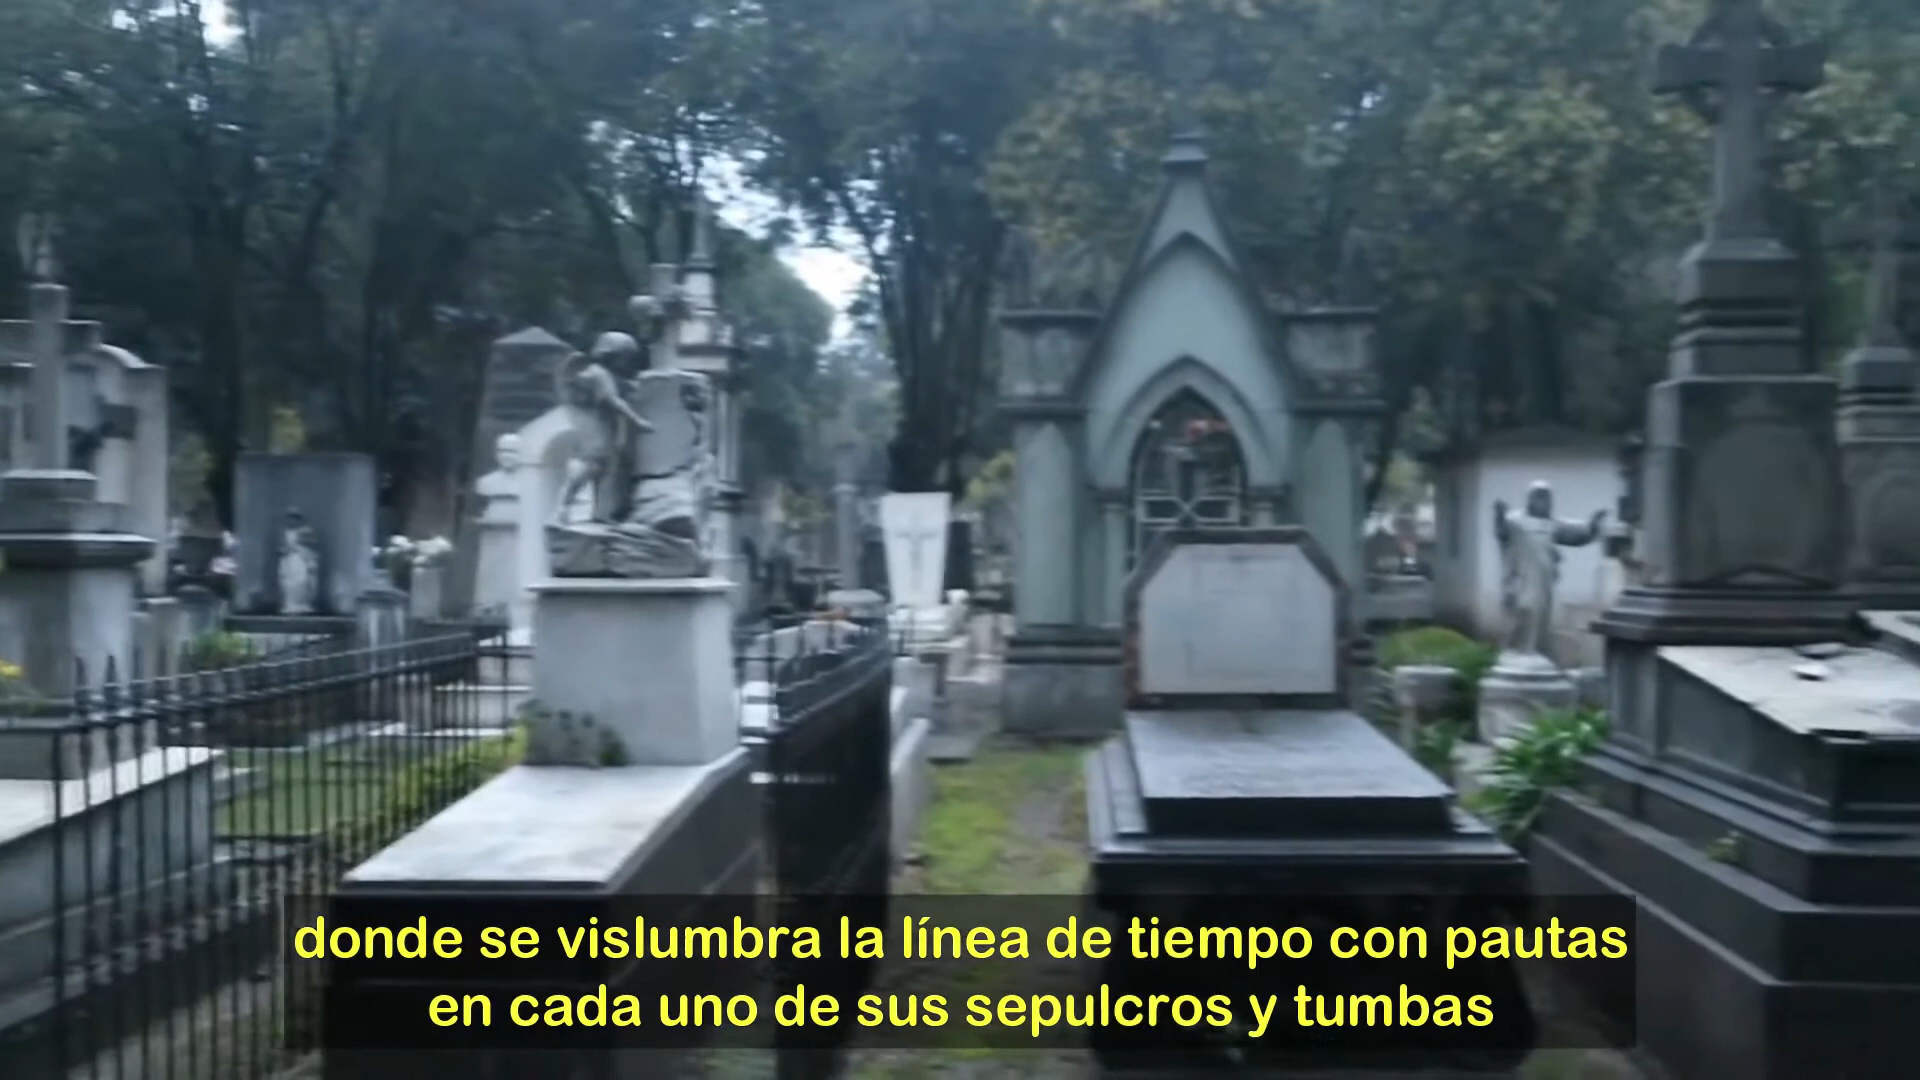 donde se vislumbra la línea de tiempo con pautas
en cada uno de sus sepulcros y tumbas